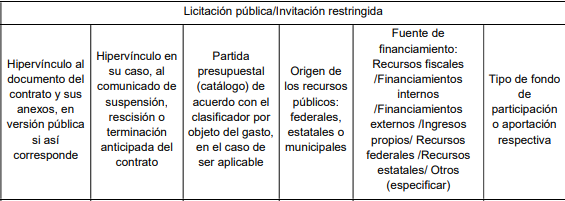 Licitación pública/Invitación restringida
Hipervínculo al
documento del
contrato y sus
anexos, en
versión pública
si así
corresponde
Hipervínculo en
su caso, al
comunicado de
suspensión,
rescisión o
terminación
anticipada del
contrato
Partida
presupuestal
(catálogo) de
acuerdo con el
clasificador por
objeto del gasto,
en el caso de
ser aplicable
Origen de
los recursos
públicos:
federales,
estatales o
municipales
Fuente de
financiamiento:
Recursos fiscales
/Financiamientos
internos
/Financiamientos
externos /Ingresos
propios/ Recursos
federales /Recursos
estatales/ Otros
(especificar)
Tipo de fondo
de
participación
o aportación
respectiva